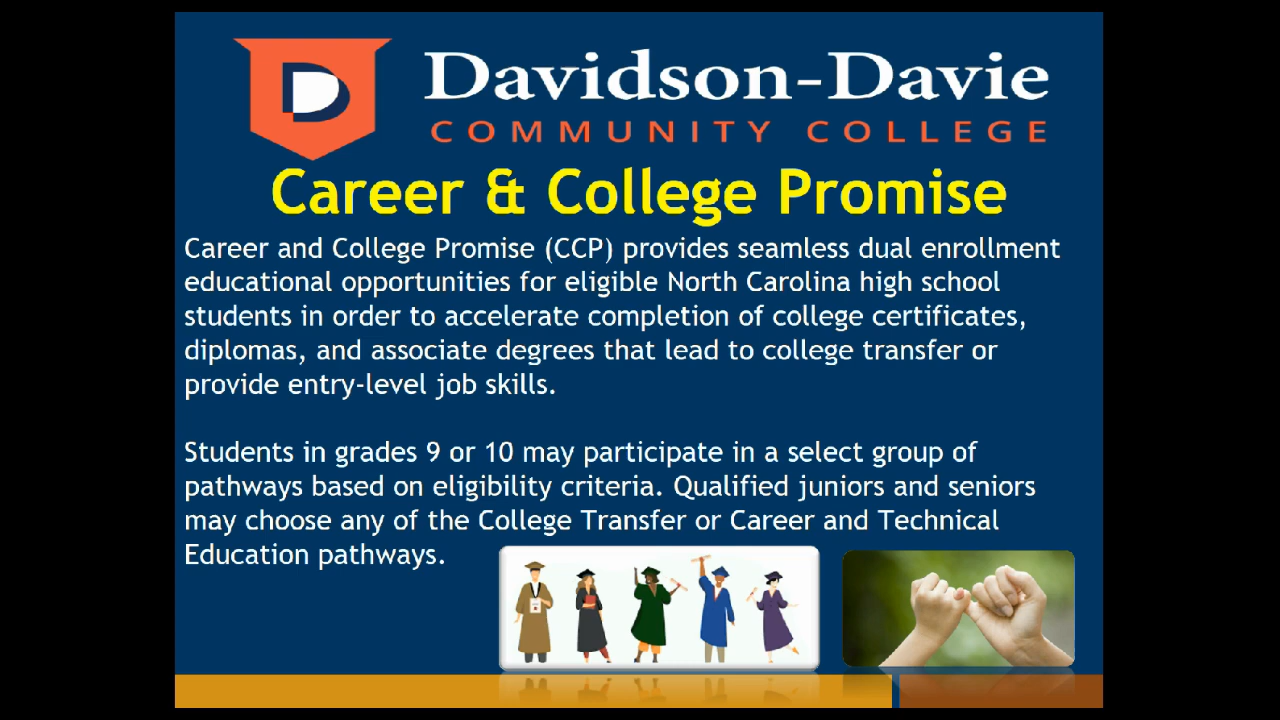 D
Davidson-Davie
COMMUNITY COLLEGE
Career & College Promise
Career and College Promise (CCP) provides seamless dual enrollment
educational opportunities for eligible North Carolina high school
students in order to accelerate completion of college certificates,
diplomas, and associate degrees that lead to college transfer or
provide entry-level job skills.
Students in grades 9 or 10 may participate in a select group of
pathways based on eligibility criteria. Qualified juniors and seniors
may choose any of the College Transfer or Career and Technical
Education pathways.